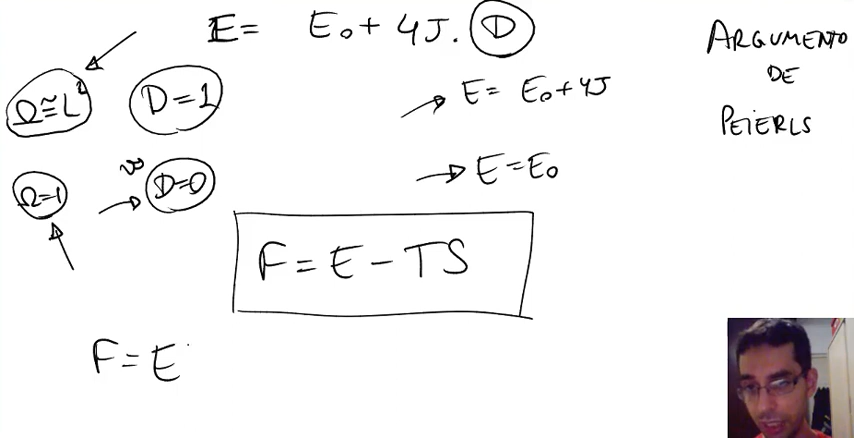 E = E₀ + 4J. D
ARGUMENTO
DE
PEIERLS
Ω ≅ L² D = 1
E = E₀ + 4J
Ω = 1 D = 0
E = E₀
F = E - TS
F = E